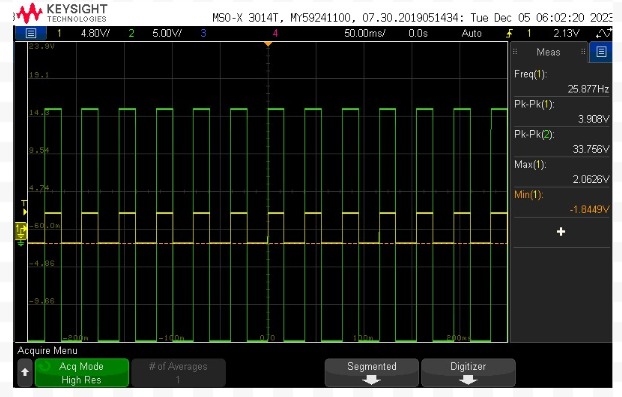 KEYSIGHT
TECHNOLOGIES
MSO-X 3014T, MY59241100, 07.30.2019051434: Tue Dec 05 06:02:20 2023
1 4.80V/ 2 5.00V/ 3 4 50.00ms/ 0.0s Auto 1 2.13V
23.9V
19.1
14.3
9.54
4.74
-60.0m
-4.86
-9.66
-200m -100m 0.0 100m 200m
Meas
Freq(1):
25.877Hz
Pk-Pk(1):
3.908V
Pk-Pk(2):
33.756V
Max(1):
2.0626V
Min(1):
-1.8449V
Acquire Menu
Acq Mode
High Res
# of Averages
1
Segmented
Digitizer